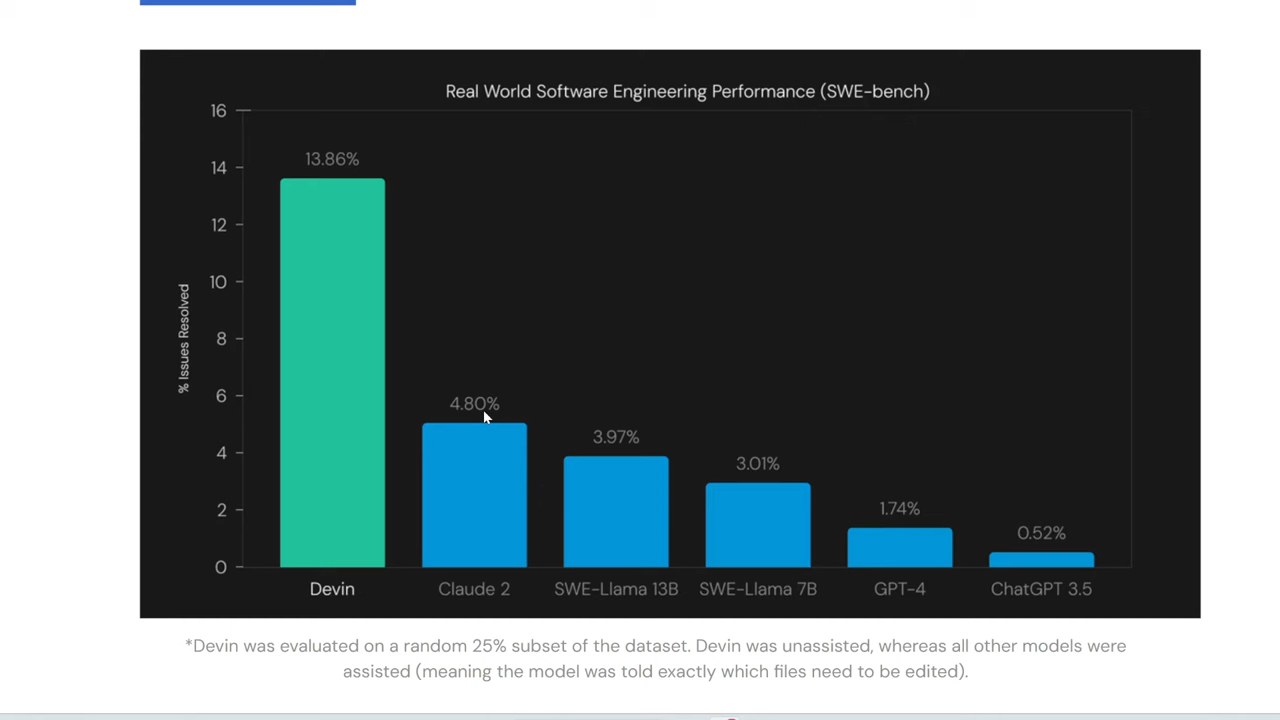 Real World Software Engineering Performance (SWE-bench)
16
14
12
10
8
6
4
2
0
% Issues Resolved
13.86%
4.80%
3.97%
3.01%
1.74%
0.52%
Devin
Claude 2
SWE-Llama 13B
SWE-Llama 7B
GPT-4
ChatGPT 3.5
*Devin was evaluated on a random 25% subset of the dataset. Devin was unassisted, whereas all other models were
assisted (meaning the model was told exactly which files need to be edited).